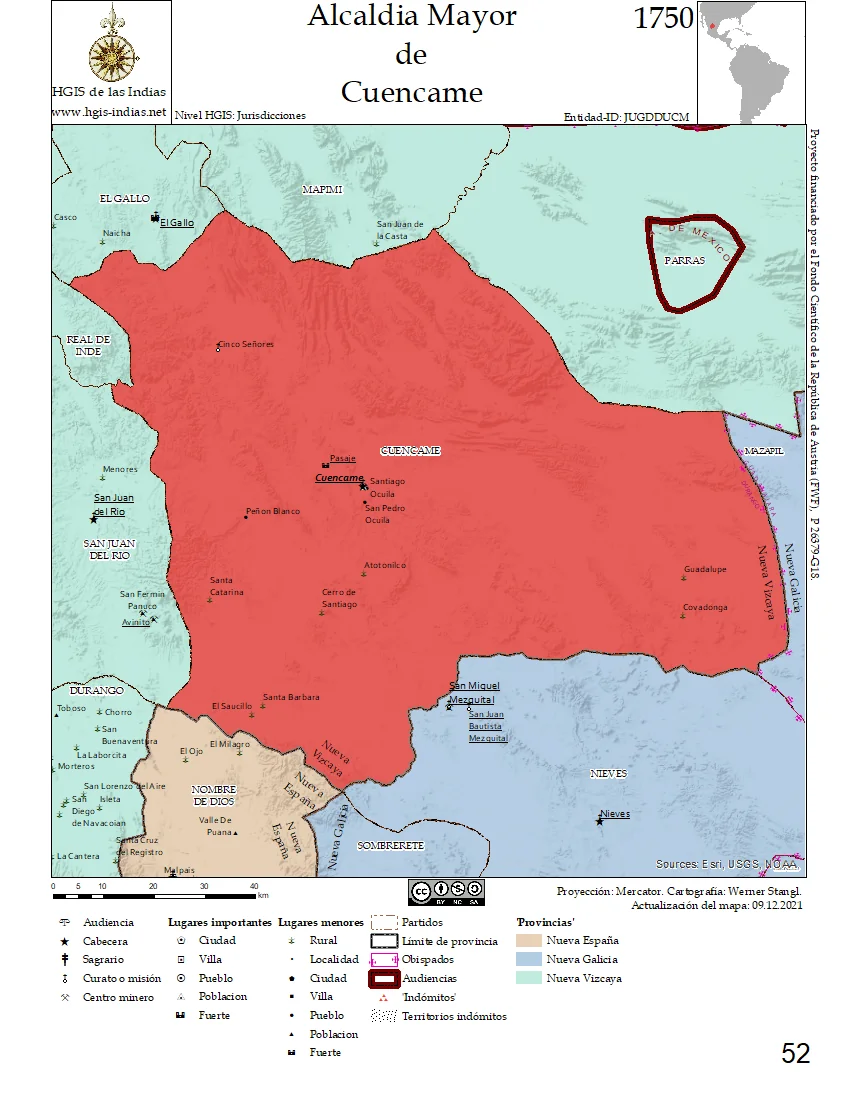 Alcaldia Mayor
de
Cuencame
1750
HGIS de las Indias
www.hgis-indias.net
Nivel HGIS: Jurisdicciones
Entidad-ID: JUGDDUCM
EL GALLO
MAPIMI
Casco
El Gallo
Naicha
San Juan de
la Casta
DE MEXICO
PARRAS
REAL DE
INDE
Cinco Señores
CUENCAME
MAZAPIL
Pasaje
Menores
Cuencame
Santiago
Ocuila
San Juan
del Rio
San Pedro
Ocuila
Peñon Blanco
SAN JUAN
DEL RIO
GUADALAJARA
DURANGO
Nueva Vizcaya
Nueva Galicia
Atotonilco
Guadalupe
Santa
Catarina
San Fermin
Panuco
Cerro de
Santiago
Covadonga
Avinito
DURANGO
San Miguel
Mezquital
Santa Barbara
El Saucillo
Toboso
Chorro
San Juan
Bautista
Mezquital
San
Buenaventura
El Ojo
El Milagro
La Laborcita
Nueva
Vizcaya
Morteros
NIEVES
San Lorenzo del Aire
NOMBRE
DE DIOS
Nueva
España
San
Diego
de Navacoian
Isleta
Valle De
Puana
Nieves
Nueva
España
Nueva Galicia
Santa Cruz
del Registro
SOMBRERETE
La Cantera
Malpais
Sources: Esri, USGS, NOAA
Proyecto financiado por el Fondo Científico de la República de Austria (FWF), P 26379-G18.
0 5 10 20 30 40
km
CC BY NC SA
Proyección: Mercator. Cartografía: Werner Stangl.
Actualización del mapa: 09.12.2021
Audiencia
Cabecera
Sagrario
Curato o misión
Centro minero
Lugares importantes
Ciudad
Villa
Pueblo
Poblacion
Fuerte
Lugares menores
Rural
Localidad
Ciudad
Villa
Pueblo
Poblacion
Fuerte
Partidos
Límite de provincia
Obispados
Audiencias
'Indómitos'
Territorios indómitos
'Provincias'
Nueva España
Nueva Galicia
Nueva Vizcaya
52